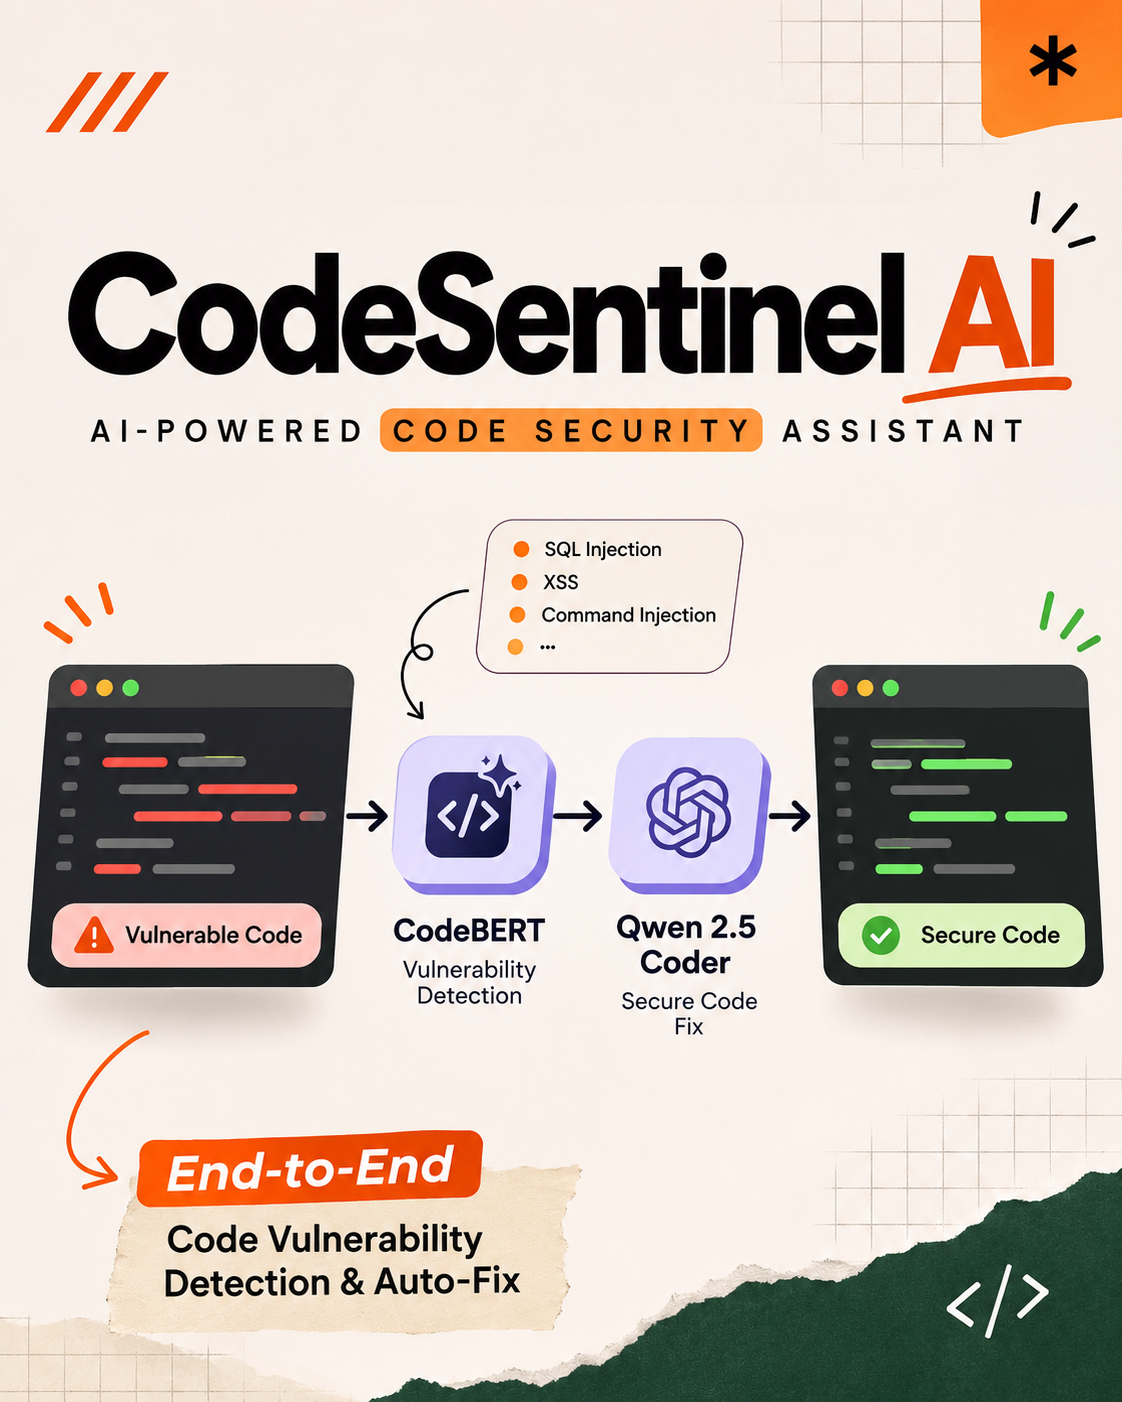 CodeSentinel AI
AI-POWERED CODE SECURITY ASSISTANT
SQL Injection
XSS
Command Injection
...
Vulnerable Code
CodeBERT
Vulnerability
Detection
Qwen 2.5
Coder
Secure Code
Fix
Secure Code
End-to-End
Code Vulnerability
Detection & Auto-Fix
</>